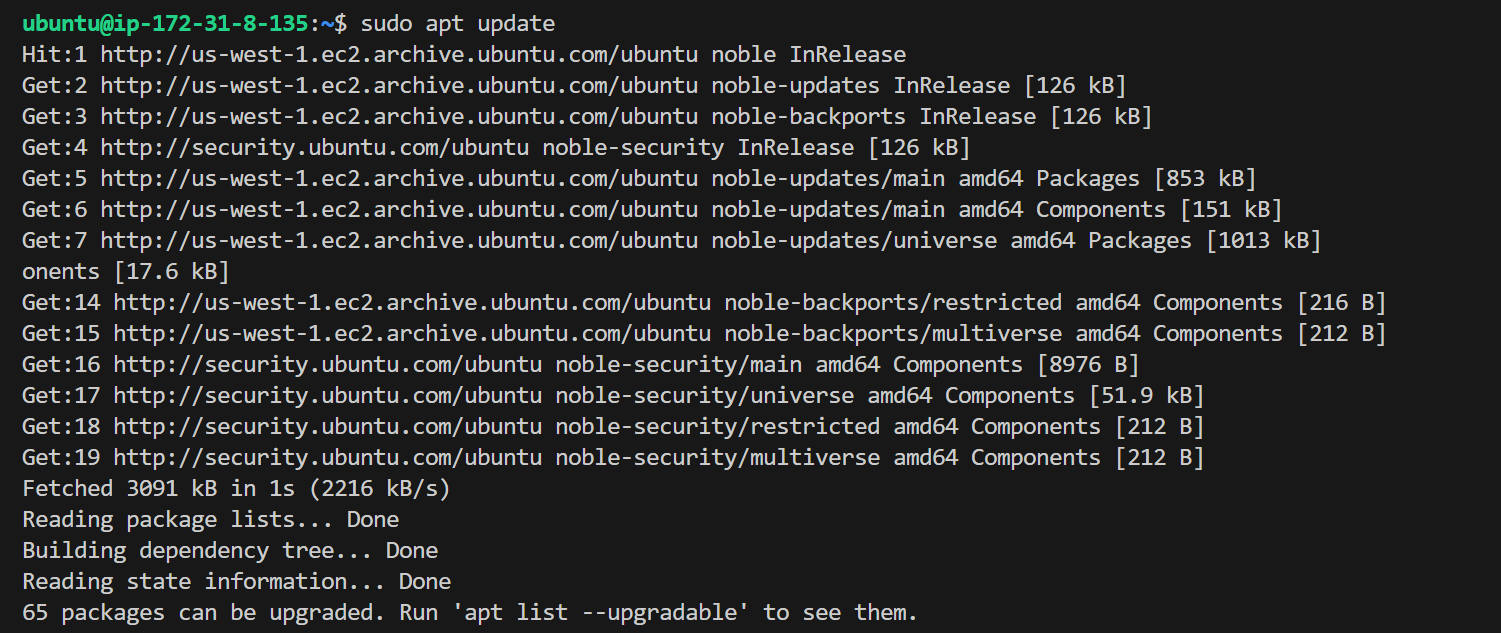 ubuntu@ip-172-31-8-135:~$ sudo apt update
Hit:1 http://us-west-1.ec2.archive.ubuntu.com/ubuntu noble InRelease
Get:2 http://us-west-1.ec2.archive.ubuntu.com/ubuntu noble-updates InRelease [126 kB]
Get:3 http://us-west-1.ec2.archive.ubuntu.com/ubuntu noble-backports InRelease [126 kB]
Get:4 http://security.ubuntu.com/ubuntu noble-security InRelease [126 kB]
Get:5 http://us-west-1.ec2.archive.ubuntu.com/ubuntu noble-updates/main amd64 Packages [853 kB]
Get:6 http://us-west-1.ec2.archive.ubuntu.com/ubuntu noble-updates/main amd64 Components [151 kB]
Get:7 http://us-west-1.ec2.archive.ubuntu.com/ubuntu noble-updates/universe amd64 Packages [1013 kB]
onents [17.6 kB]
Get:14 http://us-west-1.ec2.archive.ubuntu.com/ubuntu noble-backports/restricted amd64 Components [216 B]
Get:15 http://us-west-1.ec2.archive.ubuntu.com/ubuntu noble-backports/multiverse amd64 Components [212 B]
Get:16 http://security.ubuntu.com/ubuntu noble-security/main amd64 Components [8976 B]
Get:17 http://security.ubuntu.com/ubuntu noble-security/universe amd64 Components [51.9 kB]
Get:18 http://security.ubuntu.com/ubuntu noble-security/restricted amd64 Components [212 B]
Get:19 http://security.ubuntu.com/ubuntu noble-security/multiverse amd64 Components [212 B]
Fetched 3091 kB in 1s (2216 kB/s)
Reading package lists... Done
Building dependency tree... Done
Reading state information... Done
65 packages can be upgraded. Run 'apt list --upgradable' to see them.